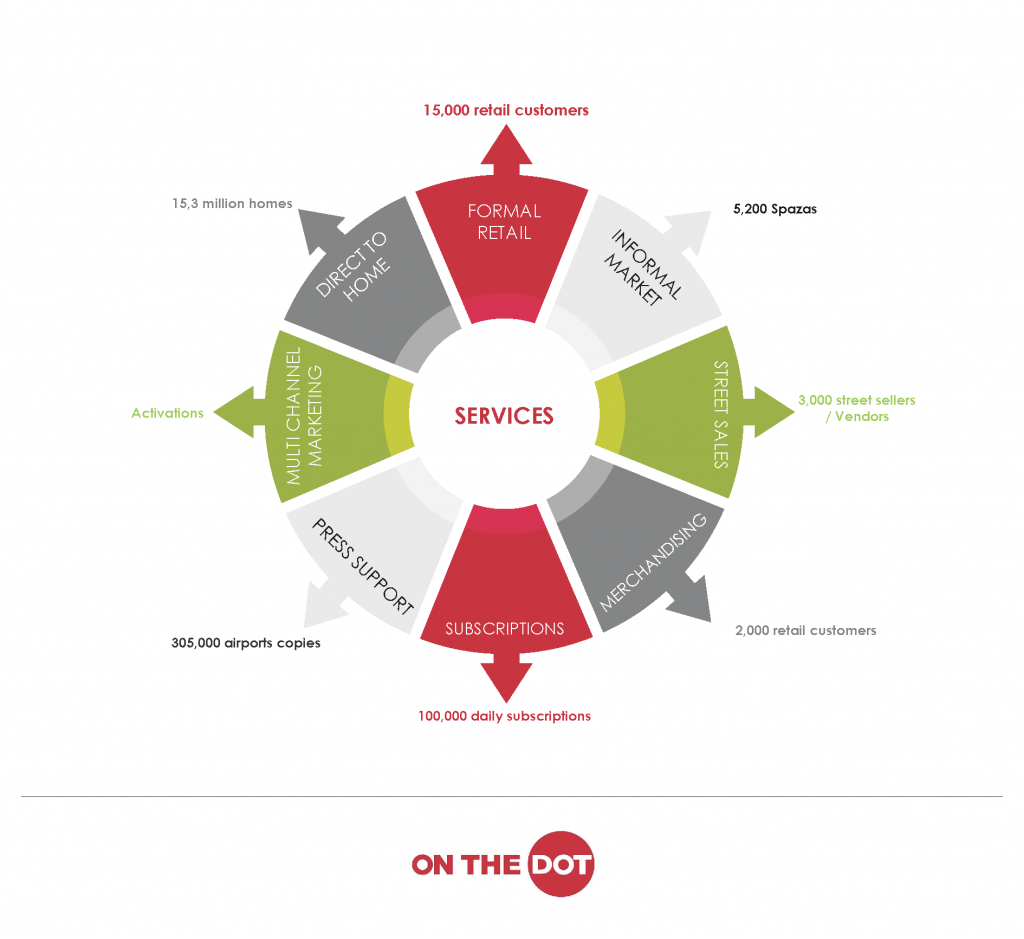 15,000 retail customers
FORMAL
RETAIL
5,200 Spazas
INFORMAL
MARKET
3,000 street sellers
/ Vendors
STREET SALES
2,000 retail customers
MERCHANDISING
100,000 daily subscriptions
SUBSCRIPTIONS
305,000 airports copies
PRESS SUPPORT
Activations
MULTI CHANNEL
MARKETING
15,3 million homes
DIRECT TO
HOME
SERVICES
ON THE DOT